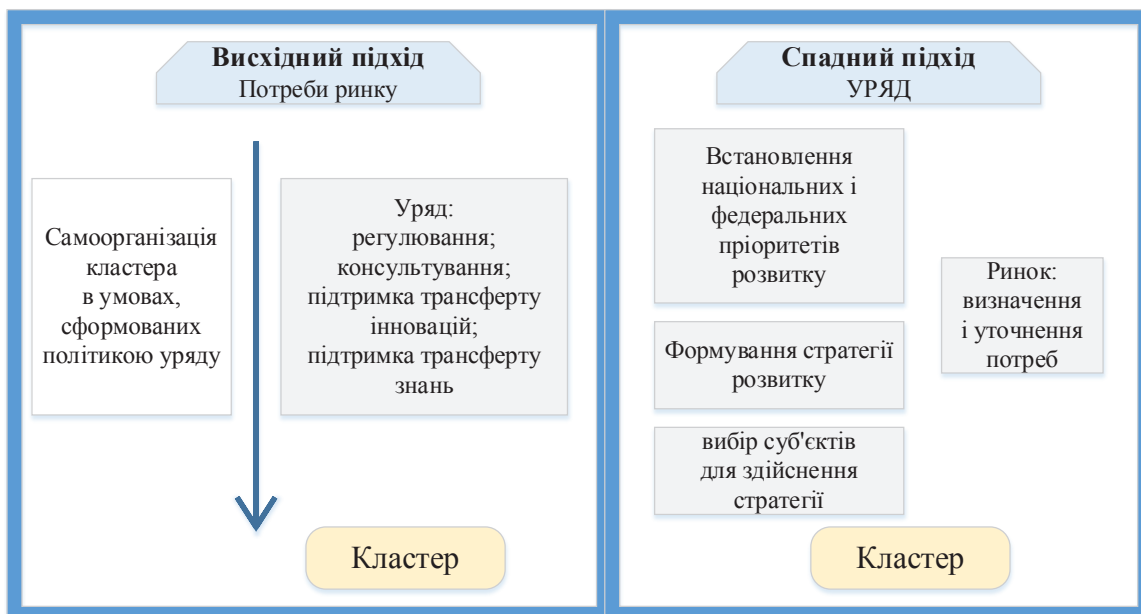 Висхідний підхід
Потреби ринку
Самоорганізація
кластера
в умовах,
сформованих
політикою уряду
Уряд:
регулювання;
консультування;
підтримка трансферту
інновацій;
підтримка трансферту
знань
Кластер
Спадний підхід
УРЯД
Встановлення
національних і
федеральних
пріоритетів
розвитку
Формування стратегії
розвитку
вибір суб'єктів
для здійснення
стратегії
Ринок:
визначення
і уточнення
потреб
Кластер